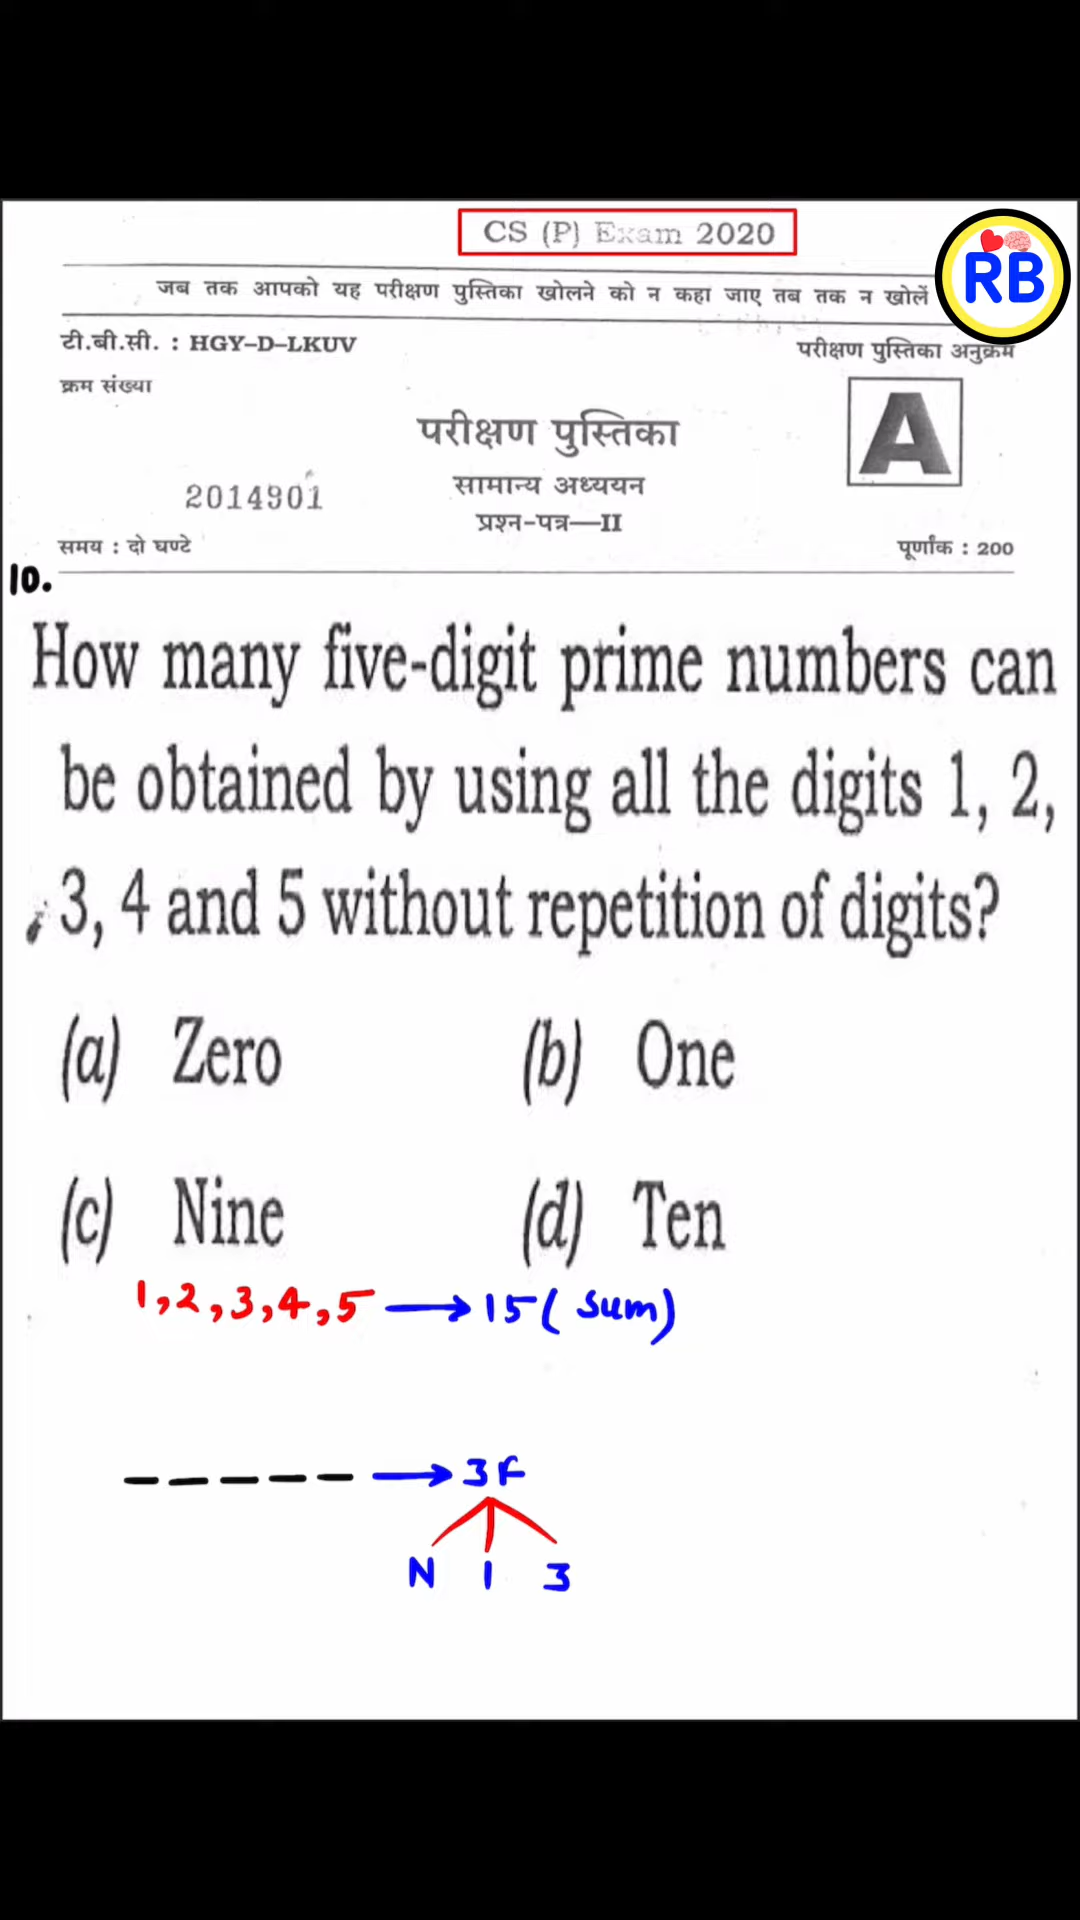 CS (P) Exam 2020
RB
जब तक आपको यह परीक्षण पुस्तिका खोलने को न कहा जाए तब तक न खोलें
टी.बी.सी. : HGY–D–LKUV
परीक्षण पुस्तिका अनुक्रम
क्रम संख्या
A
परीक्षण पुस्तिका
2014901
सामान्य अध्ययन
प्रश्न-पत्र—II
समय : दो घण्टे
पूर्णांक : 200
10.
How many five-digit prime numbers can
be obtained by using all the digits 1, 2,
3, 4 and 5 without repetition of digits?
(a) Zero (b) One
(c) Nine (d) Ten
1,2,3,4,5 → 15 ( Sum)
– – – – – → 3F
N 1 3